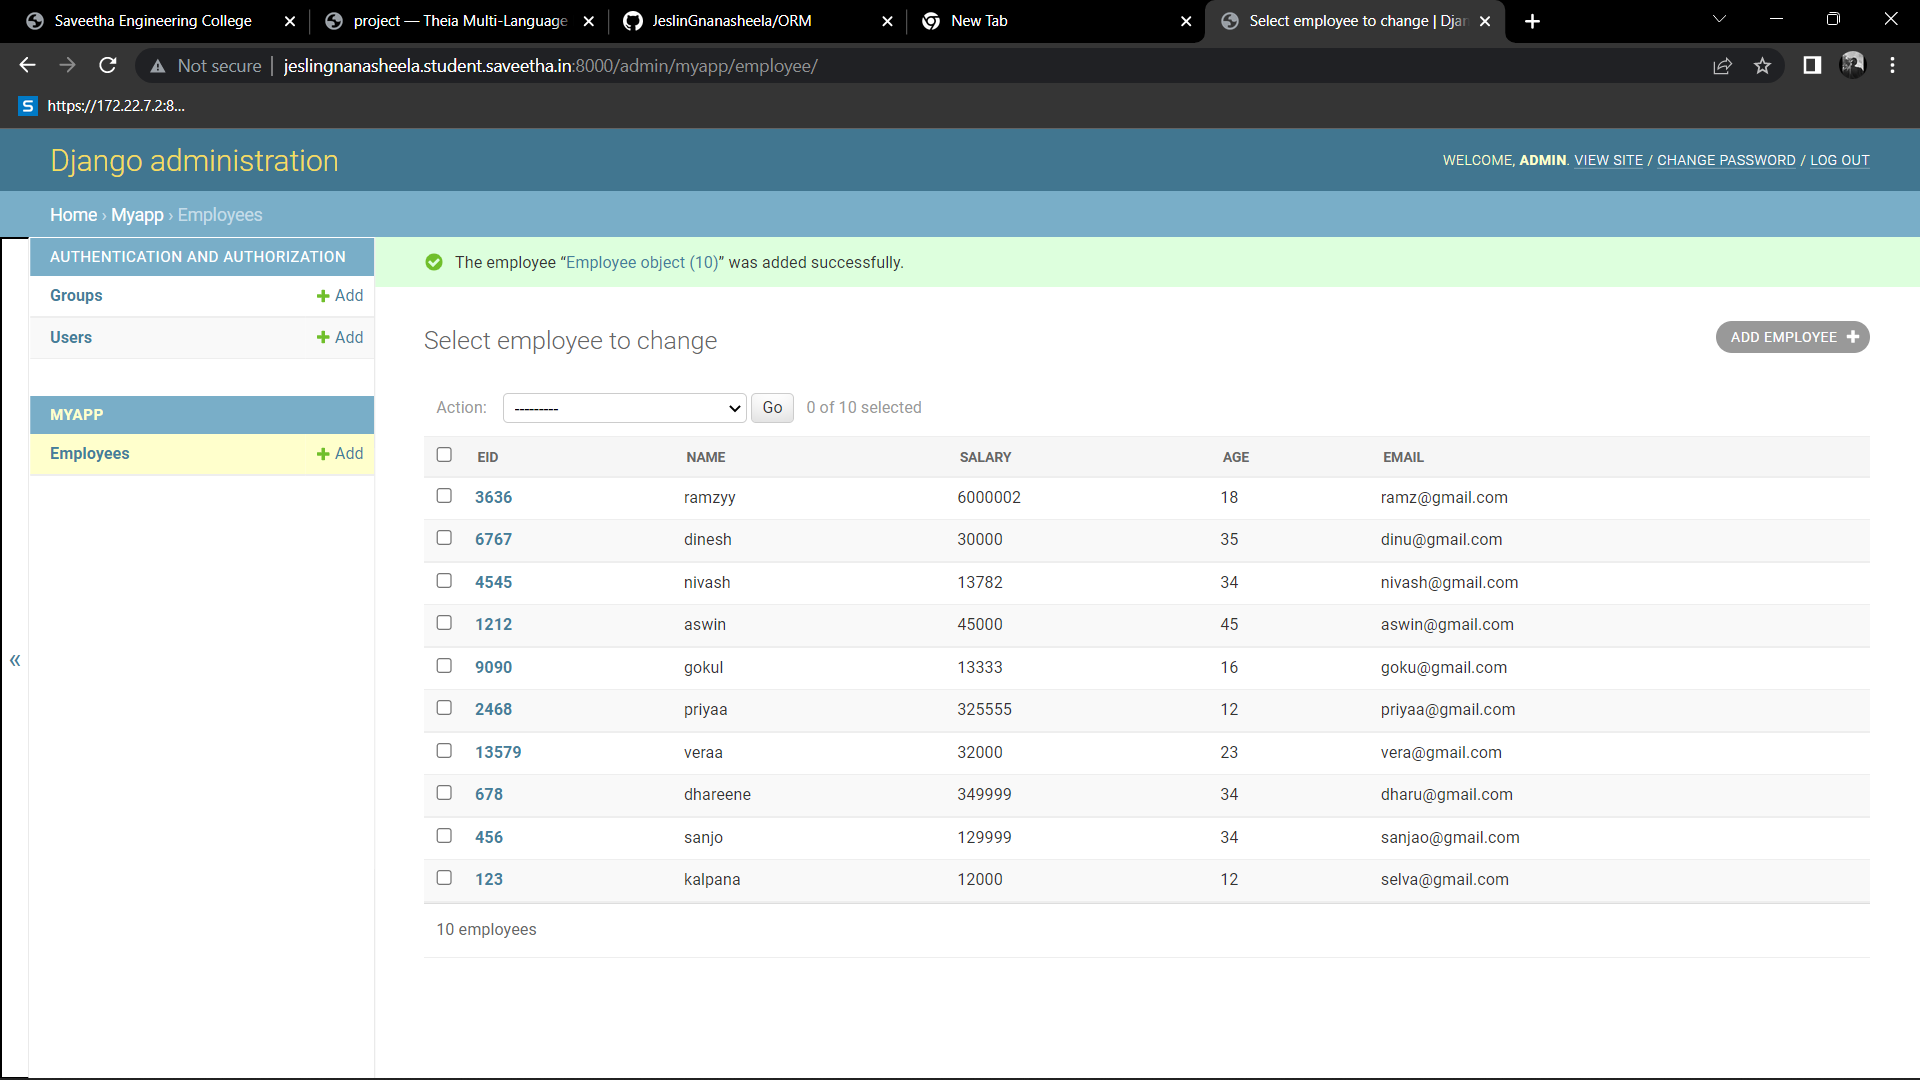 Saveetha Engineering College
project — Theia Multi-Language
JeslinGnanasheela/ORM
New Tab
Select employee to change | Djan
Not secure
jeslingnanasheela.student.saveetha.in:8000/admin/myapp/employee/
S https://172.22.7.2:8...
Django administration
WELCOME, ADMIN. VIEW SITE / CHANGE PASSWORD / LOG OUT
Home › Myapp › Employees
AUTHENTICATION AND AUTHORIZATION
Groups + Add
Users + Add
MYAPP
Employees + Add
«
The employee “Employee object (10)” was added successfully.
Select employee to change
ADD EMPLOYEE +
Action: --------- Go 0 of 10 selected
EID NAME SALARY AGE EMAIL
3636 ramzyy 6000002 18 ramz@gmail.com
6767 dinesh 30000 35 dinu@gmail.com
4545 nivash 13782 34 nivash@gmail.com
1212 aswin 45000 45 aswin@gmail.com
9090 gokul 13333 16 goku@gmail.com
2468 priyaa 325555 12 priyaa@gmail.com
13579 veraa 32000 23 vera@gmail.com
678 dhareene 349999 34 dharu@gmail.com
456 sanjo 129999 34 sanjao@gmail.com
123 kalpana 12000 12 selva@gmail.com
10 employees